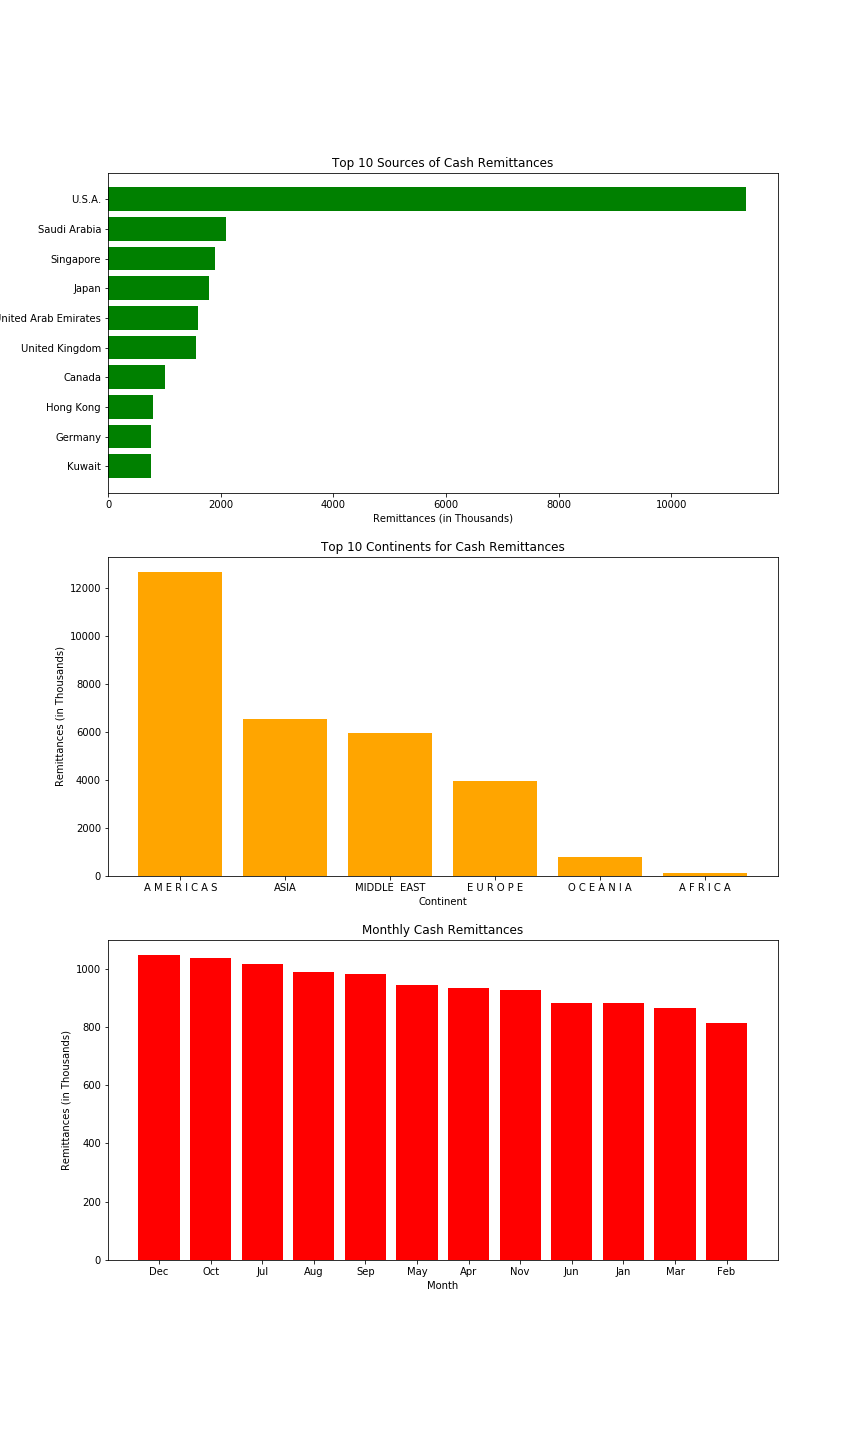 Top 10 Sources of Cash Remittances
U.S.A.
Saudi Arabia
Singapore
Japan
nited Arab Emirates
United Kingdom
Canada
Hong Kong
Germany
Kuwait
0 2000 4000 6000 8000 10000
Remittances (in Thousands)
Top 10 Continents for Cash Remittances
12000
10000
8000
6000
4000
2000
0
Remittances (in Thousands)
A M E R I C A S ASIA MIDDLE  EAST E U R O P E O C E A N I A A F R I C A
Continent
Monthly Cash Remittances
1000
800
600
400
200
0
Remittances (in Thousands)
Dec Oct Jul Aug Sep May Apr Nov Jun Jan Mar Feb
Month